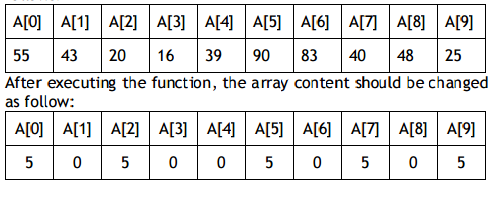 A[0] A[1] A[2] A[3] A[4] A[5] A[6] A[7] A[8] A[9]
55 43 20 16 39 90 83 40 48 25
After executing the function, the array content should be changed
as follow:
A[0] A[1] A[2] A[3] A[4] A[5] A[6] A[7] A[8] A[9]
5 0 5 0 0 5 0 5 0 5